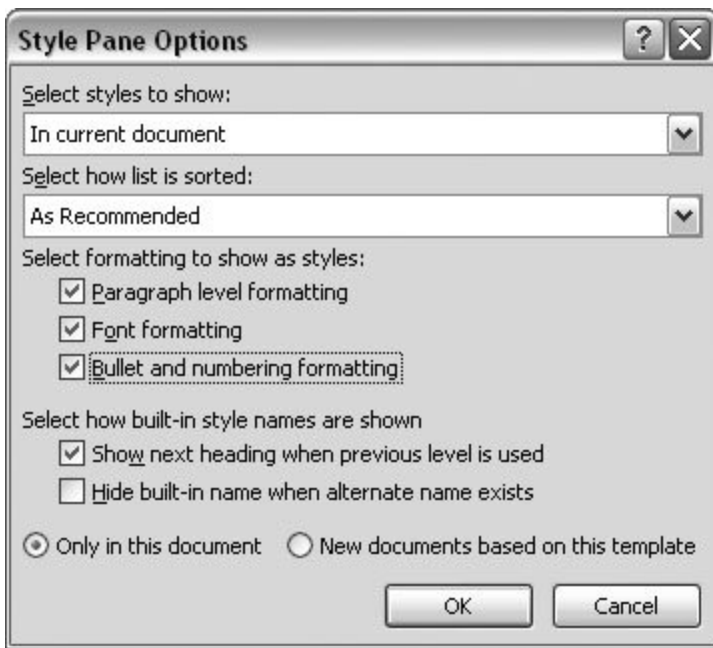 Style Pane Options
?
Select styles to show:
In current document
Select how list is sorted:
As Recommended
Select formatting to show as styles:
Paragraph level formatting
Font formatting
Bullet and numbering formatting
Select how built-in style names are shown
Show next heading when previous level is used
Hide built-in name when alternate name exists
Only in this document New documents based on this template
OK Cancel